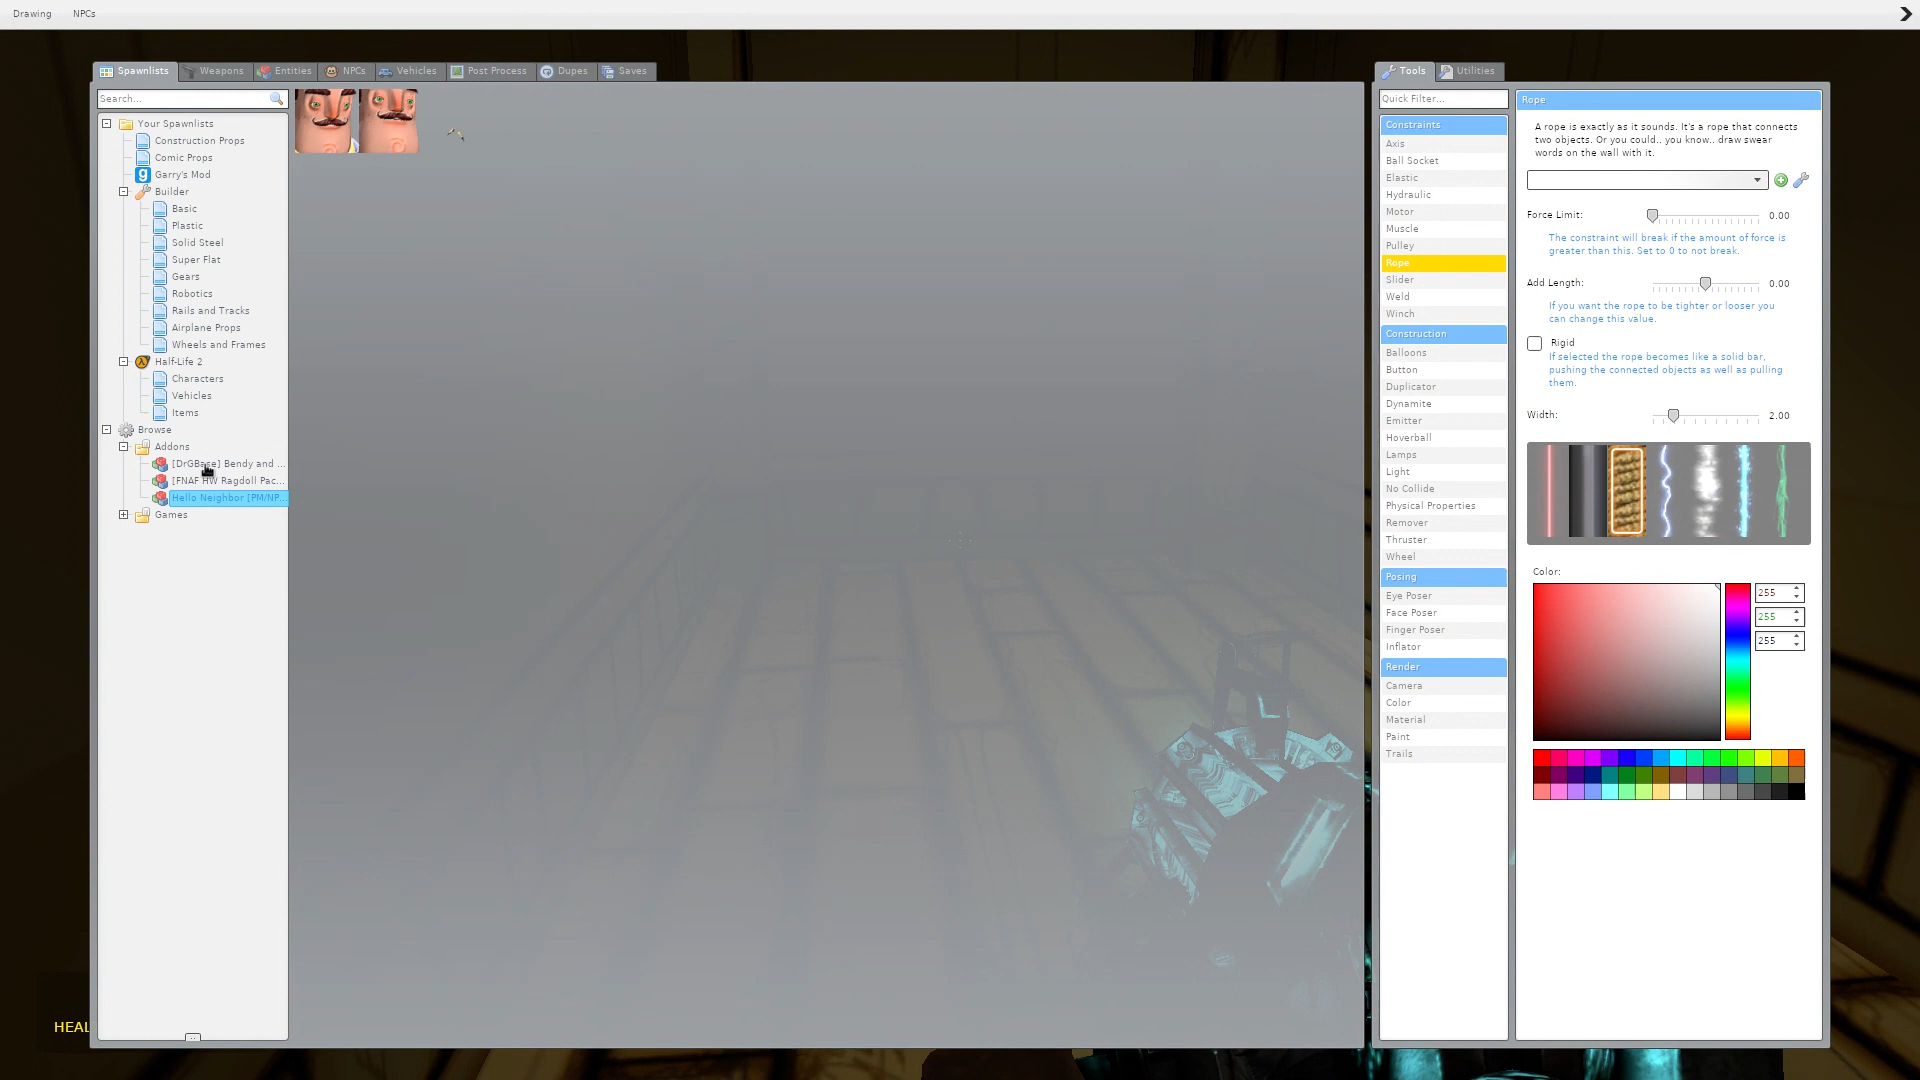 Drawing NPCs
Spawnlists Weapons Entities NPCs Vehicles Post Process Dupes Saves
Search...
Your Spawnlists
Construction Props
Comic Props
Garry's Mod
Builder
Basic
Plastic
Solid Steel
Super Flat
Gears
Robotics
Rails and Tracks
Airplane Props
Wheels and Frames
Half-Life 2
Characters
Vehicles
Items
Browse
Addons
[DrGBase] Bendy and ...
[FNAF HW Ragdoll Pac...
Hello Neighbor [PM/NP...
Games
HEAL
Tools Utilities
Quick Filter...
Constraints
Axis
Ball Socket
Elastic
Hydraulic
Motor
Muscle
Pulley
Rope
Slider
Weld
Winch
Construction
Balloons
Button
Duplicator
Dynamite
Emitter
Hoverball
Lamps
Light
No Collide
Physical Properties
Remover
Thruster
Wheel
Posing
Eye Poser
Face Poser
Finger Poser
Inflator
Render
Camera
Color
Material
Paint
Trails
Rope
A rope is exactly as it sounds. It's a rope that connects
two objects. Or you could.. you know.. draw swear
words on the wall with it.
Force Limit: 0.00
The constraint will break if the amount of force is
greater than this. Set to 0 to not break.
Add Length: 0.00
If you want the rope to be tighter or looser you
can change this value.
Rigid
If selected the rope becomes like a solid bar,
pushing the connected objects as well as pulling
them.
Width: 2.00
Color:
255
255
255